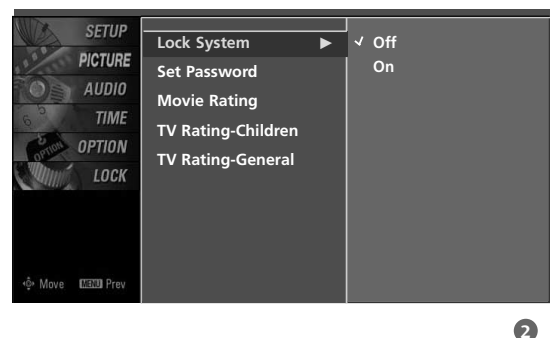 SETUP
PICTURE
AUDIO
TIME
OPTION
LOCK
Move MENU Prev
Lock System ▶
Set Password
Movie Rating
TV Rating-Children
TV Rating-General
✓ Off
On
2